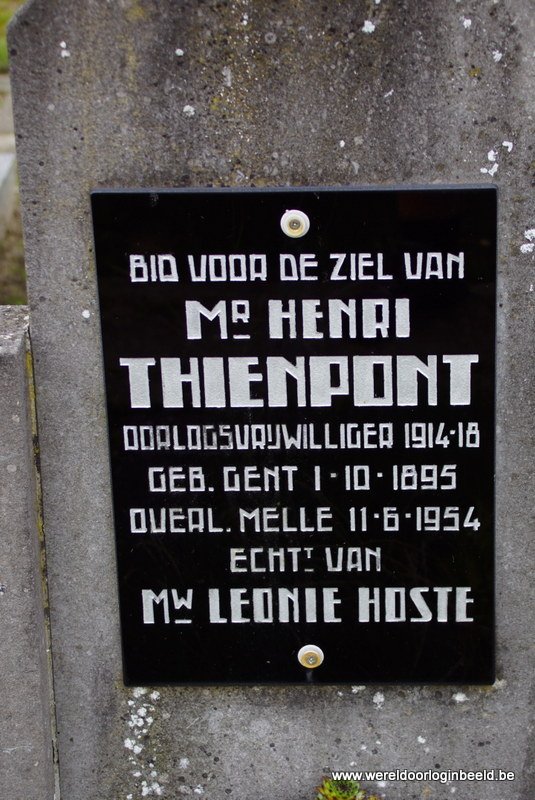 BID VOOR DE ZIEL VAN
MR HENRI
THIENPONT
OORLOGSVRIJWILLIGER 1914-18
GEB. GENT 1-10-1895
OVERL. MELLE 11-6-1954
ECHTT VAN
MW LEONIE HOSTE
www.wereldoorloginbeeld.be